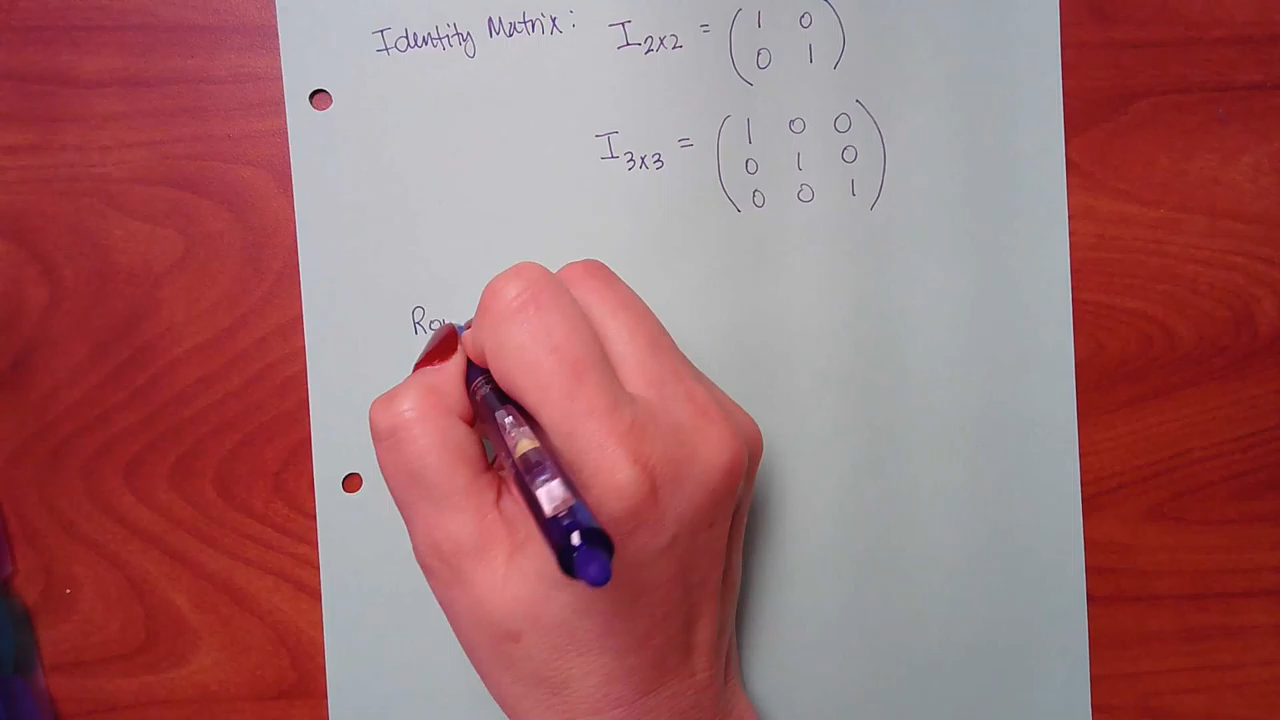 Identity Matrix: I₂ₓ₂ = (1 0
0 1)
I₃ₓ₃ = (1 0 0
0 1 0
0 0 1)